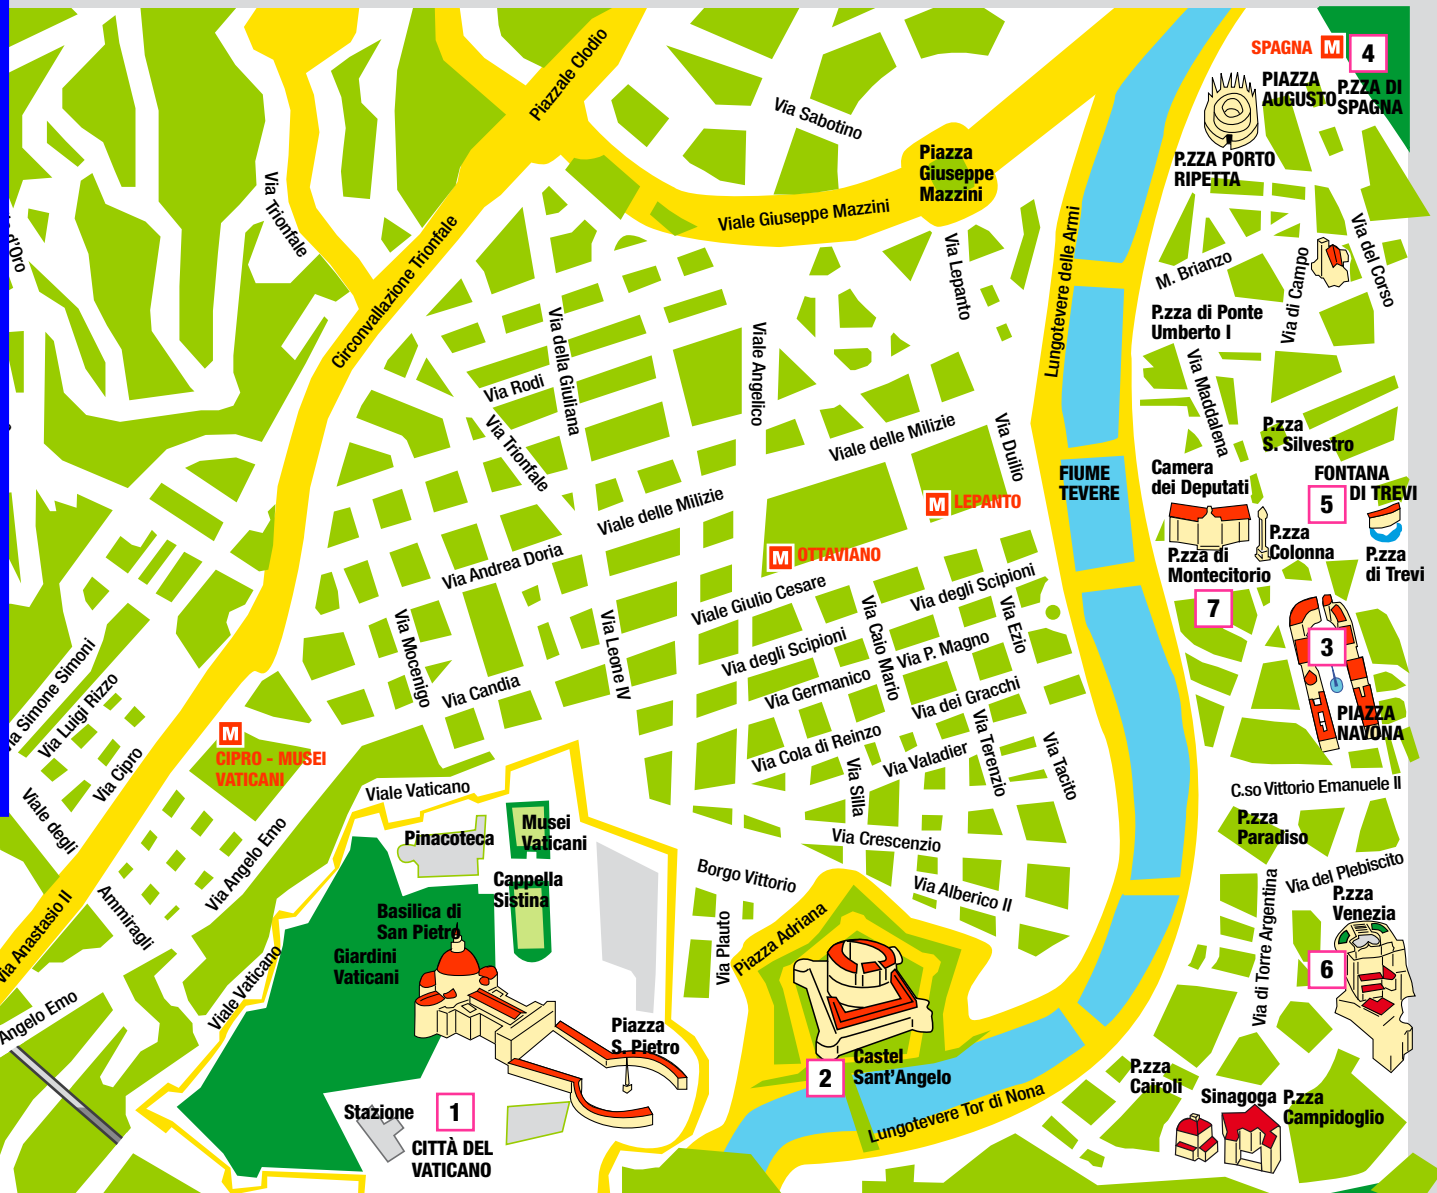 Piazzale Clodio
Via Sabotino
SPAGNA M
4
PIAZZA
AUGUSTO
P.ZZA DI
SPAGNA
P.ZZA PORTO
RIPETTA
Piazza
Giuseppe
Mazzini
Viale Giuseppe Mazzini
Via Trionfale
d'Oro
Circonvallazione Trionfale
Lungotevere delle Armi
Via Lepanto
M. Brianzo
Via di Campo
Via del Corso
P.zza di Ponte
Umberto I
Via della Giuliana
Viale Angelico
Via Rodi
Via Trionfale
Via Maddalena
Viale delle Milizie
Via Duilio
P.zza
S. Silvestro
FIUME
TEVERE
Camera
dei Deputati
FONTANA
DI TREVI
5
M LEPANTO
Viale delle Milizie
P.zza
Colonna
P.zza
di Trevi
P.zza di
Montecitorio
7
M OTTAVIANO
Via Andrea Doria
Viale Giulio Cesare
Via degli Scipioni
Via Mocenigo
Via Leone IV
Via Caio Mario
Via Ezio
3
Via degli Scipioni
Via P. Magno
Via Simone Simoni
Via Luigi Rizzo
Via Candia
Via Germanico
Via dei Gracchi
PIAZZA
NAVONA
M
CIPRO - MUSEI
VATICANI
Via Cola di Rienzo
Via Valadier
Via Terenzio
Via Tacito
Via Cipro
Via Silla
Viale Vaticano
C.so Vittorio Emanuele II
Viale degli
Ammiragli
P.zza
Paradiso
Pinacoteca
Musei
Vaticani
Via Crescenzio
Via Angelo Emo
Cappella
Sistina
Borgo Vittorio
Via Alberico II
Via del Plebiscito
P.zza
Venezia
Basilica di
San Pietro
Giardini
Vaticani
Via Plauto
Piazza Adriana
Via di Torre Argentina
6
Via Anastasio II
Viale Vaticano
Angelo Emo
Piazza
S. Pietro
Castel
Sant'Angelo
2
P.zza
Cairoli
Sinagoga
P.zza
Campidoglio
Lungotevere Tor di Nona
Stazione
1
CITTÀ DEL
VATICANO